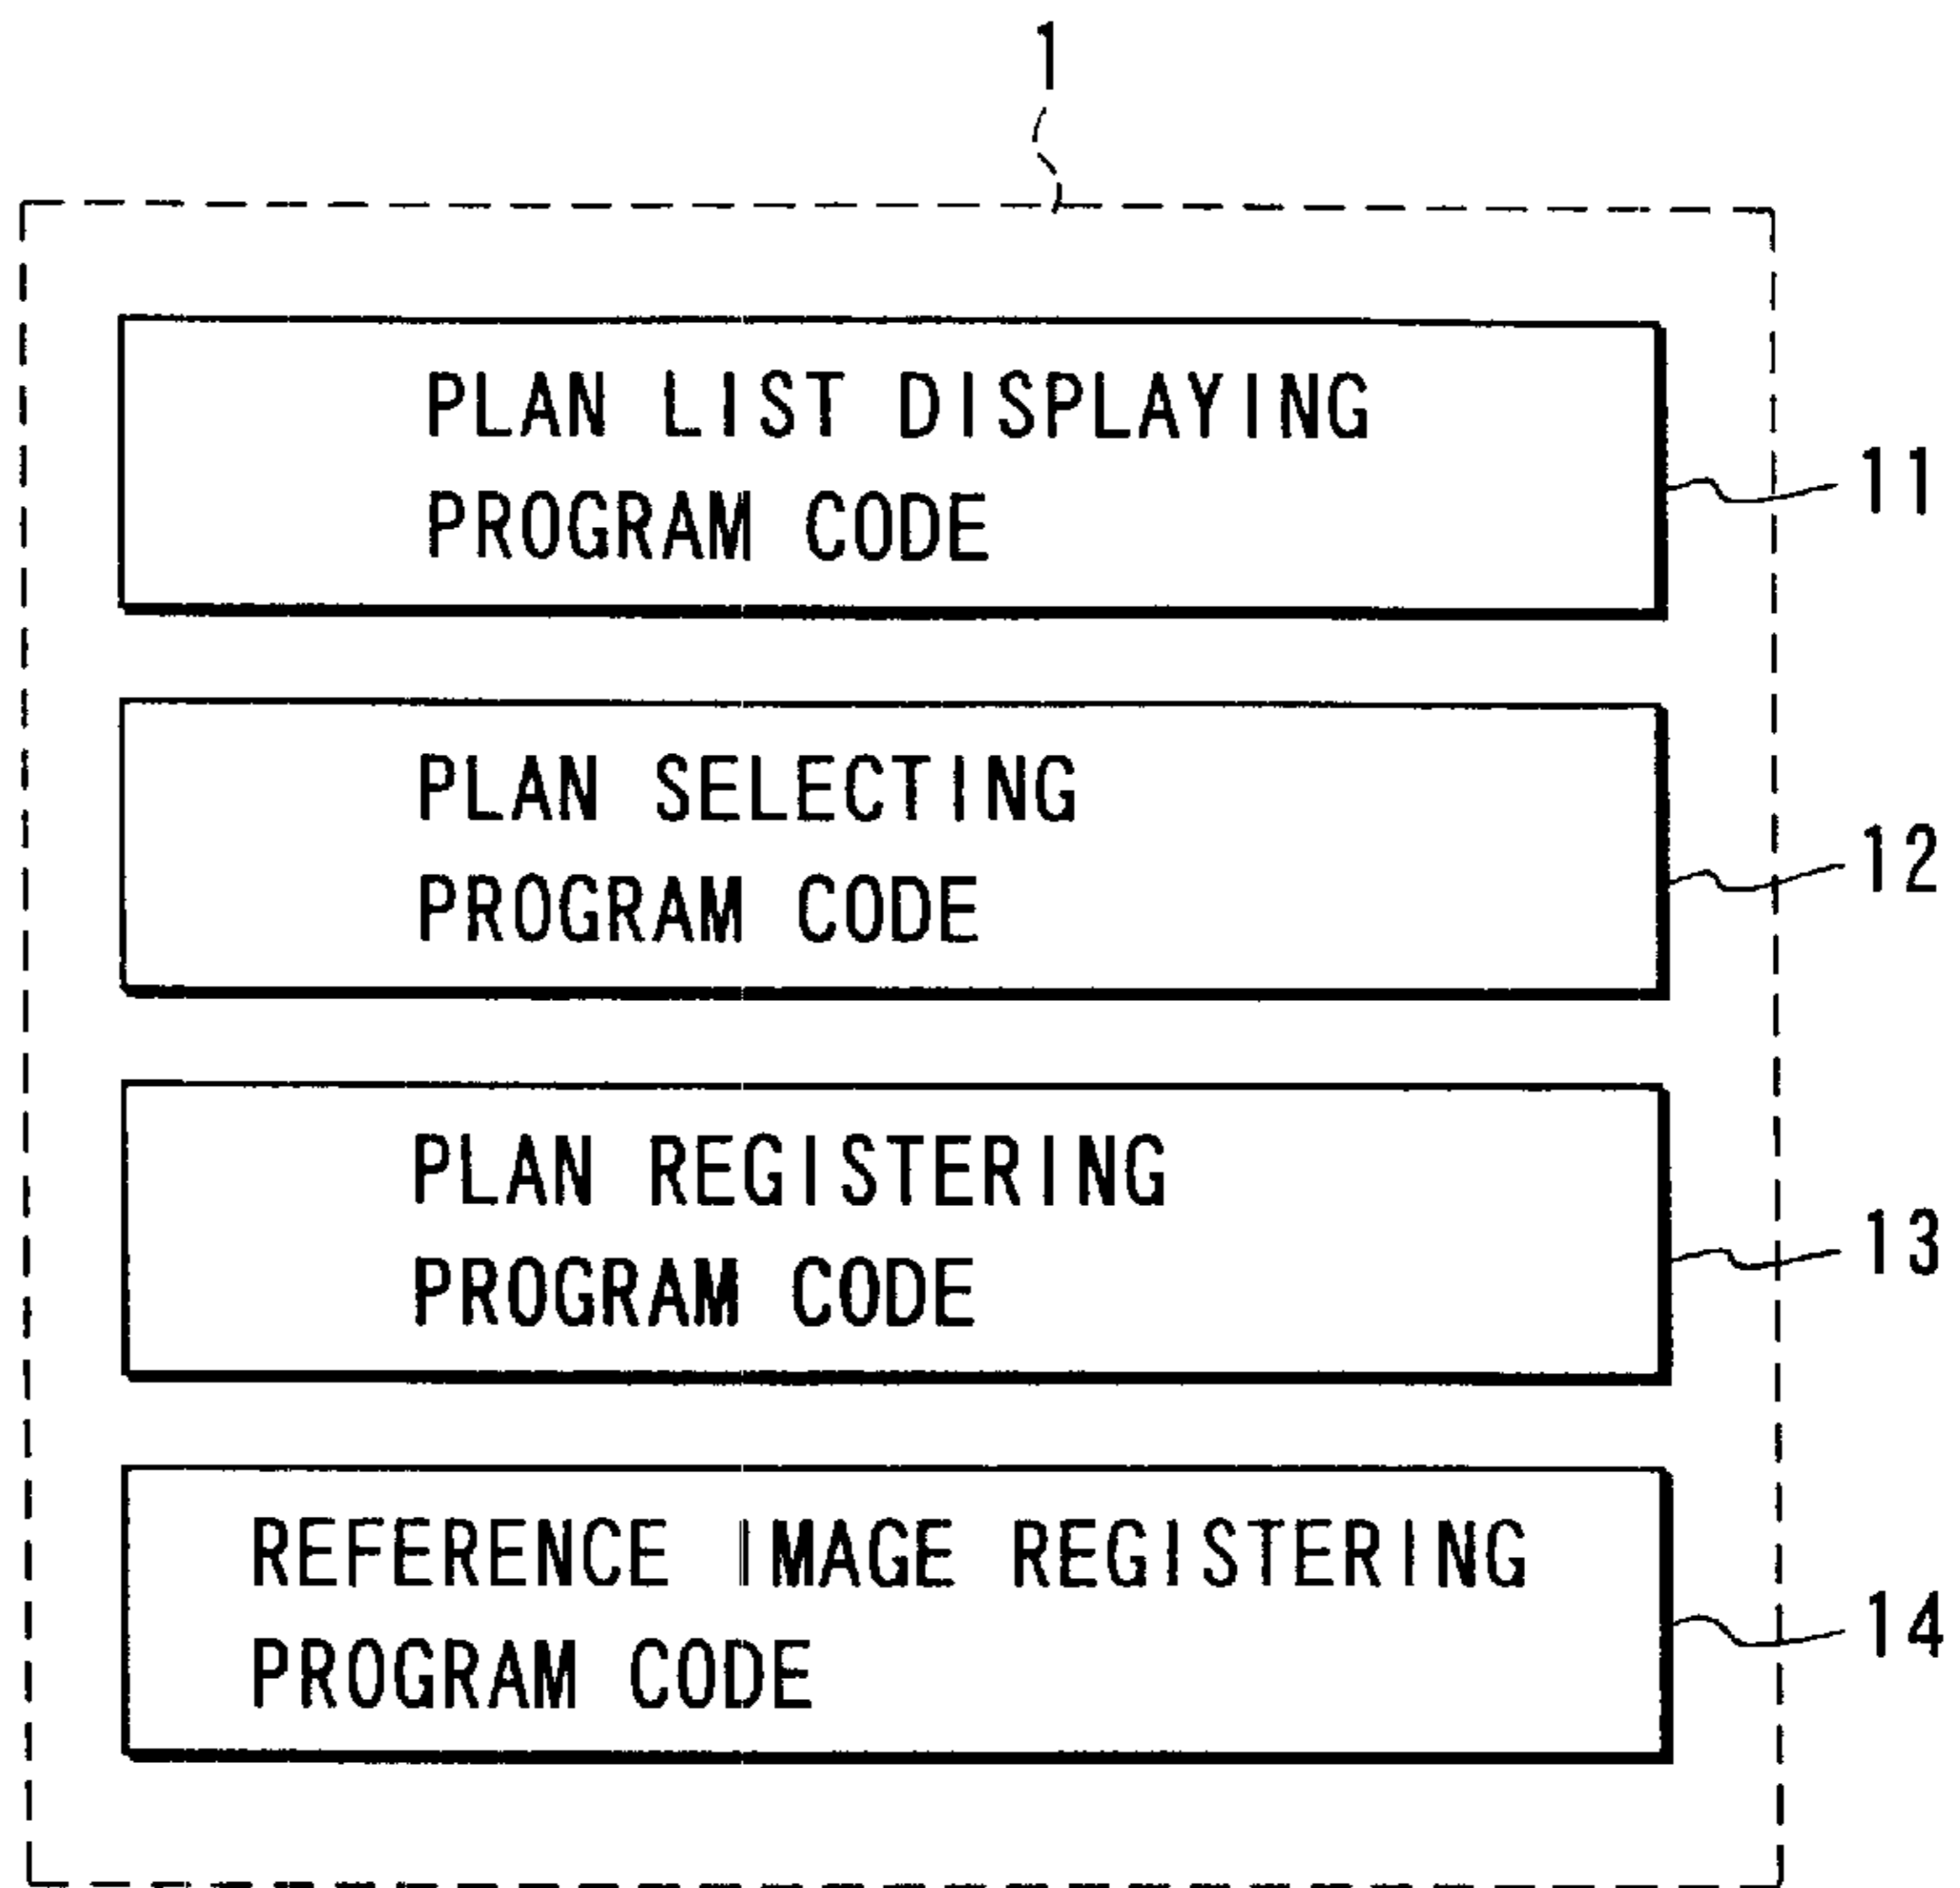 1
PLAN LIST DISPLAYING
PROGRAM CODE
11
PLAN SELECTING
PROGRAM CODE
12
PLAN REGISTERING
PROGRAM CODE
13
REFERENCE IMAGE REGISTERING
PROGRAM CODE
14